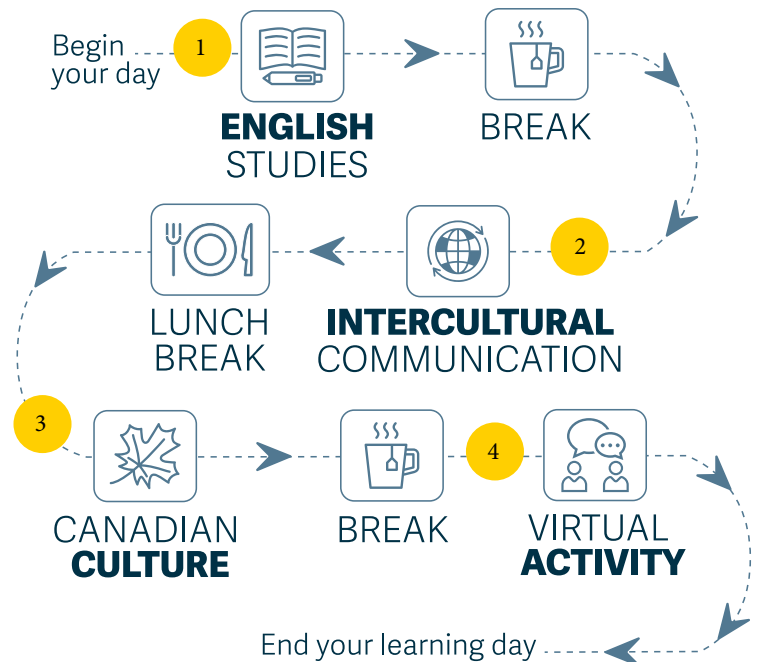 Begin
your day
1
ENGLISH
STUDIES
BREAK
2
INTERCULTURAL
COMMUNICATION
LUNCH
BREAK
3
CANADIAN
CULTURE
BREAK
4
VIRTUAL
ACTIVITY
End your learning day